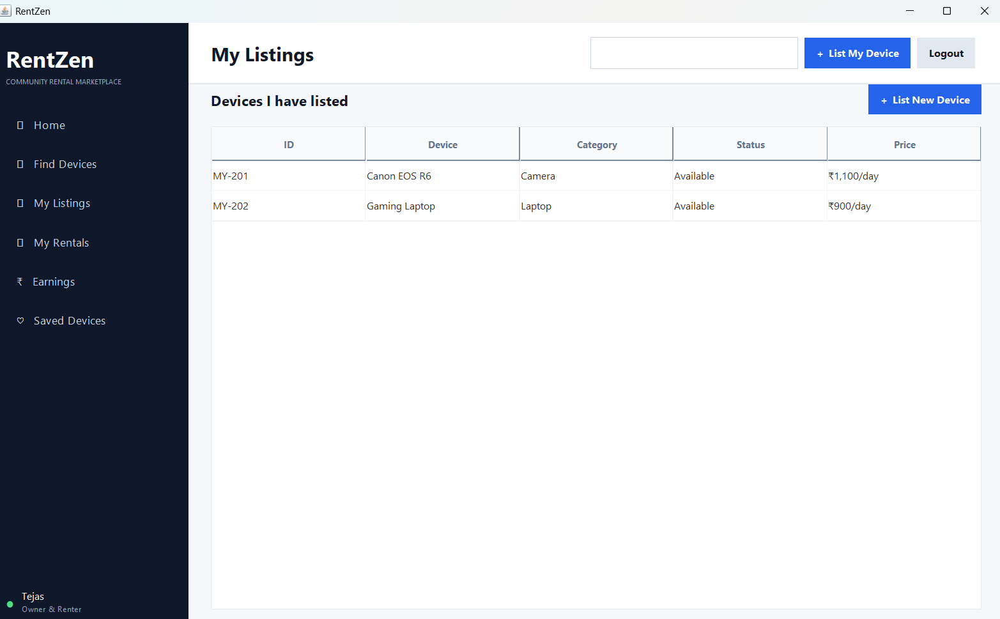 RentZen
RentZen
COMMUNITY RENTAL MARKETPLACE
Home
Find Devices
My Listings
My Rentals
₹ Earnings
♡ Saved Devices
Tejas
Owner & Renter
My Listings
+ List My Device
Logout
Devices I have listed
+ List New Device
ID Device Category Status Price
MY-201 Canon EOS R6 Camera Available ₹1,100/day
MY-202 Gaming Laptop Laptop Available ₹900/day